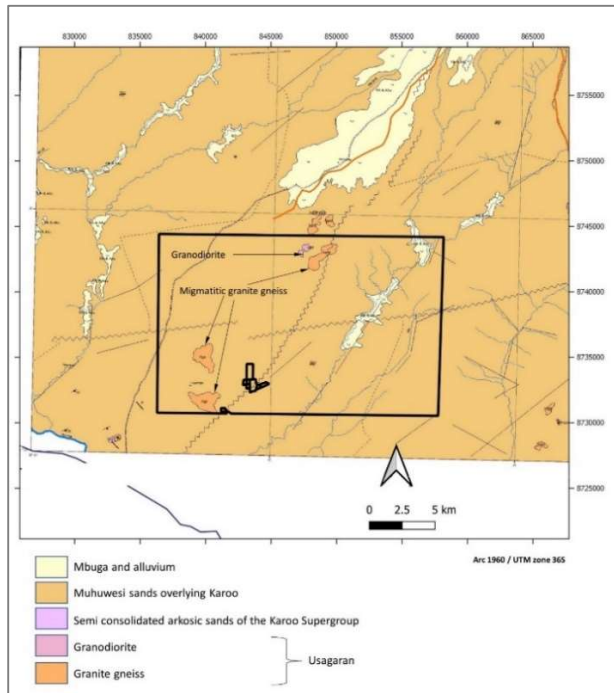 830000
835000
840000
845000
850000
855000
860000
865000
8755000
8750000
8745000
8740000
8735000
8730000
8725000
Granodiorite
Migmatitic granite gneiss
0 2.5 5 km
Arc 1960 / UTM zone 36S
Mbuga and alluvium
Muhuwesi sands overlying Karoo
Semi consolidated arkosic sands of the Karoo Supergroup
Granodiorite
Granite gneiss
Usagaran